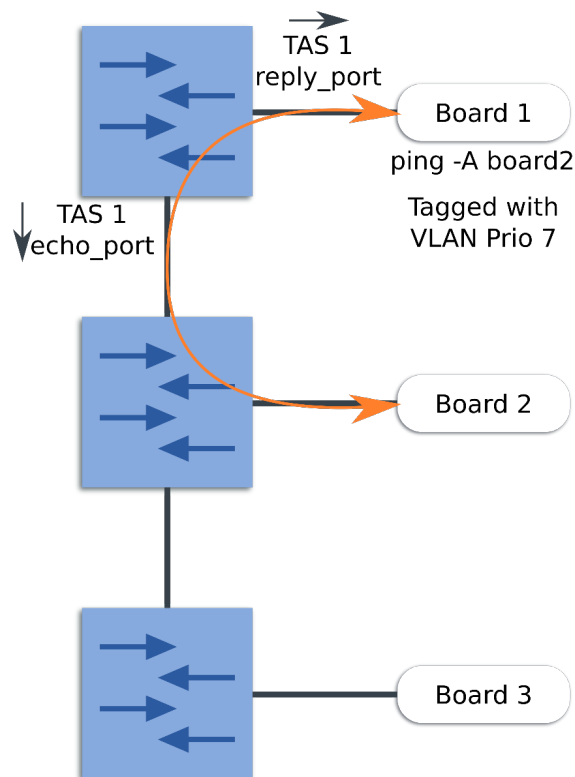 TAS 1
reply_port
Board 1
ping -A board2
Tagged with
VLAN Prio 7
TAS 1
echo_port
Board 2
Board 3